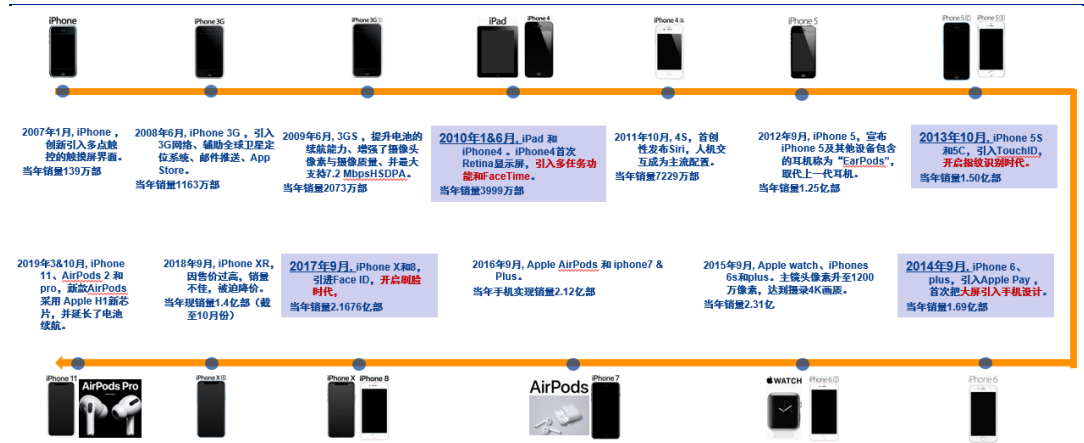 iPhone
iPhone 3G
iPhone 3G S
iPad
iPhone 4
iPhone 4S
iPhone 5
iPhone 5C
iPhone 5S
2007年1月, iPhone ，
创新引入多点触
控的触摸屏界面。
当年销量139万部
2008年6月, iPhone 3G ，引入
3G网络、辅助全球卫星定
位系统、邮件推送、App
Store。
当年销量1163万部
2009年6月, 3GS ，提升电池的
续航能力、增强了摄像头
像素与摄像质量、并最大
支持7.2 MbpsHSDPA。
当年销量2073万部
2010年1&6月, iPad 和
iPhone4 。iPhone4首次
Retina显示屏，引入多任务功
能和FaceTime。
当年销量3999万部
2011年10月, 4S，首创
性发布Siri，人机交
互成为主流配置。
当年销量7229万部
2012年9月, iPhone 5，宣布
iPhone 5及其他设备包含
的耳机称为“EarPods”，
取代上一代耳机。
当年销量1.25亿部
2013年10月, iPhone 5S
和5C，引入TouchID，
开启指纹识别时代。
当年销量1.50亿部
2019年3&10月, iPhone
11、AirPods 2 和
pro，新款AirPods
采用 Apple H1新芯
片，并延长了电池
续航。
2018年9月, iPhone XR,
因售价过高，销量
不佳，被迫降价。
当年现销量1.4亿部（截
至10月份）
2017年9月, iPhone X和8,
引进Face ID，开启刷脸
时代，
当年销量2.1676亿部
2016年9月, Apple AirPods 和 iphone7 &
Plus。
当年手机实现销量2.12亿部
2015年9月, Apple watch、iPhones
6s和plus。主镜头像素升至1200
万像素，达到摄录4K画质。
当年销量2.31亿
2014年9月, iPhone 6、
plus，引入Apple Pay ，
首次把大屏引入手机设计。
当年销量1.69亿部
iPhone 11
AirPods Pro
iPhone X
iPhone 8
AirPods
iPhone 7
WATCH
iPhone 6S
iPhone 6